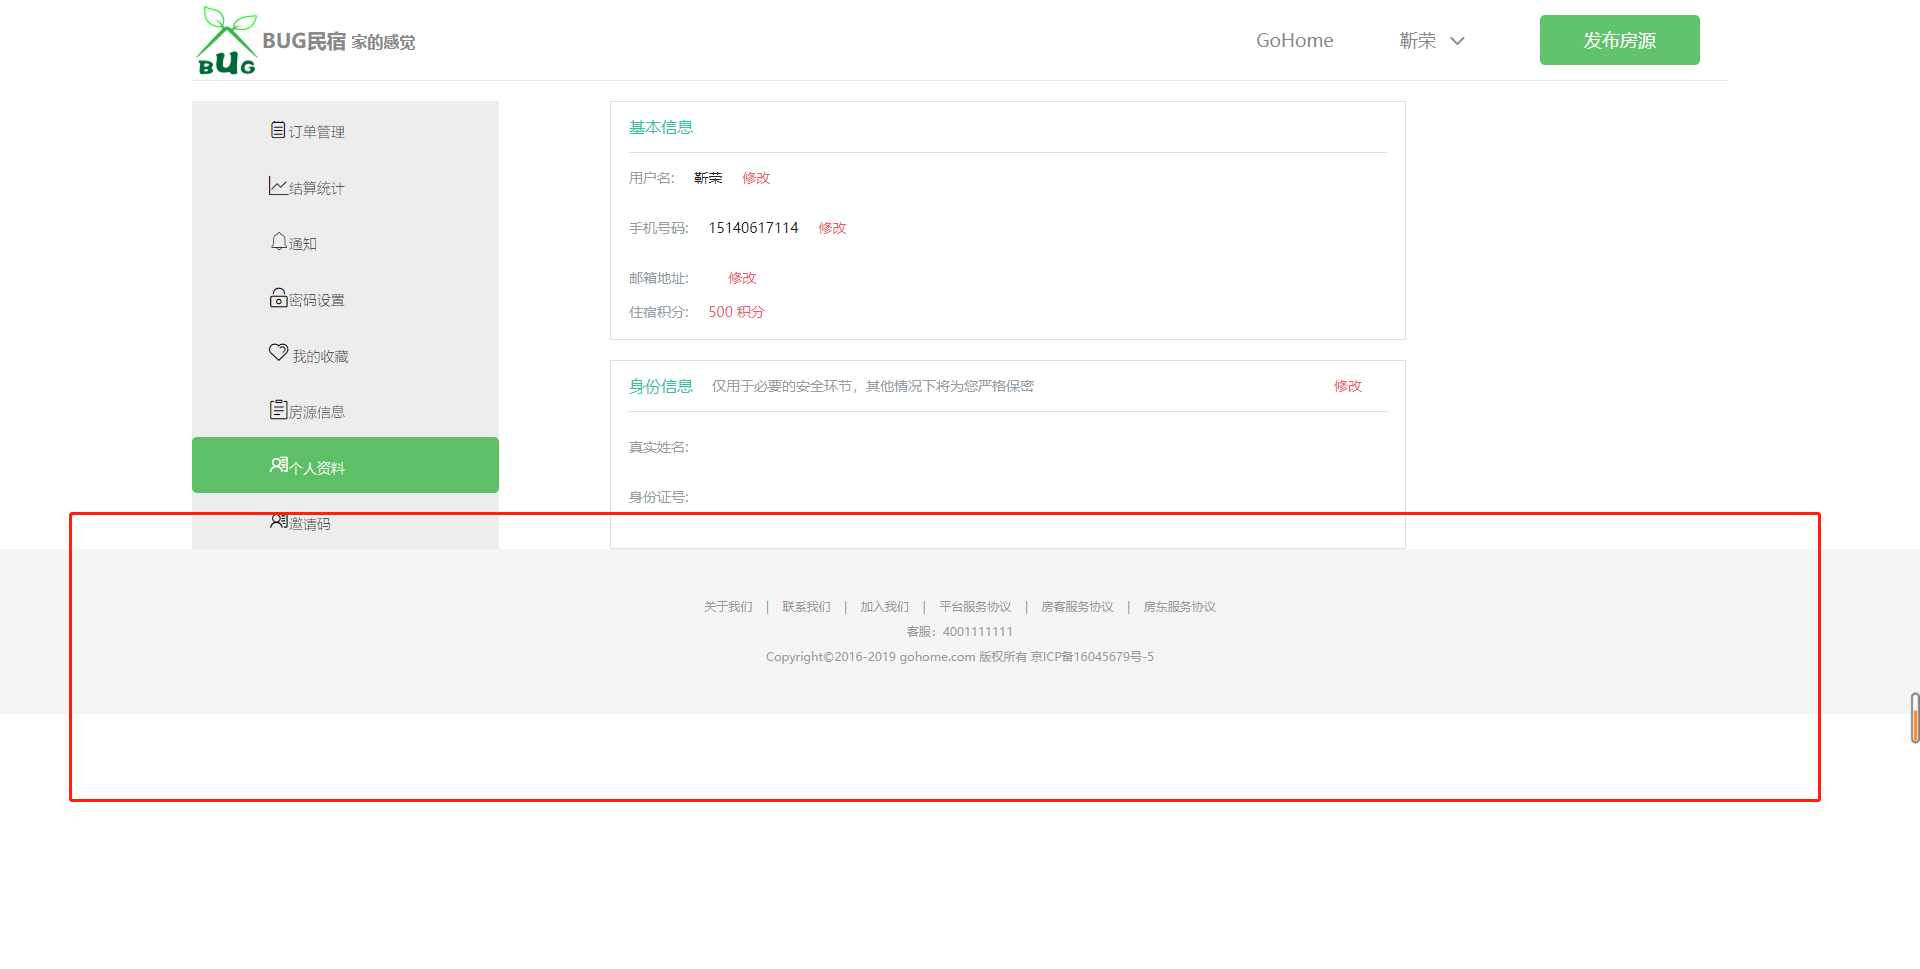 BUG
BUG民宿 家的感觉
GoHome
靳荣
发布房源
订单管理
结算统计
通知
密码设置
我的收藏
房源信息
个人资料
邀请码
基本信息
用户名: 靳荣 修改
手机号码: 15140617114 修改
邮箱地址: 修改
住宿积分: 500 积分
身份信息 仅用于必要的安全环节，其他情况下将为您严格保密 修改
真实姓名:
身份证号:
关于我们 | 联系我们 | 加入我们 | 平台服务协议 | 房客服务协议 | 房东服务协议
客服：4001111111
Copyright©2016-2019 gohome.com 版权所有 京ICP备16045679号-5